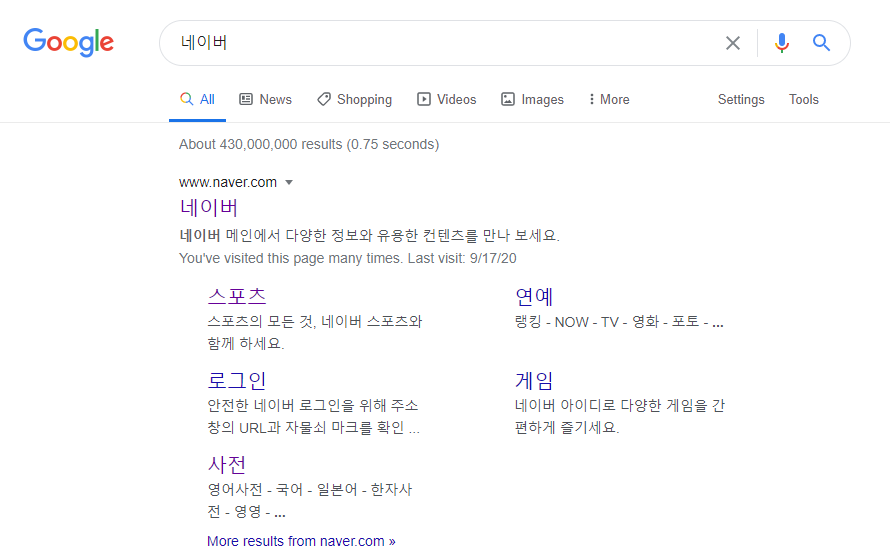 Google 네이버
All News Shopping Videos Images More Settings Tools
About 430,000,000 results (0.75 seconds)
www.naver.com
네이버
네이버 메인에서 다양한 정보와 유용한 컨텐츠를 만나 보세요.
You've visited this page many times. Last visit: 9/17/20
스포츠
스포츠의 모든 것, 네이버 스포츠와
함께 하세요.
연예
랭킹 - NOW - TV - 영화 - 포토 - ...
로그인
안전한 네이버 로그인을 위해 주소
창의 URL과 자물쇠 마크를 확인 ...
게임
네이버 아이디로 다양한 게임을 간
편하게 즐기세요.
사전
영어사전 - 국어 - 일본어 - 한자사
전 - 영영 - ...
More results from naver.com »